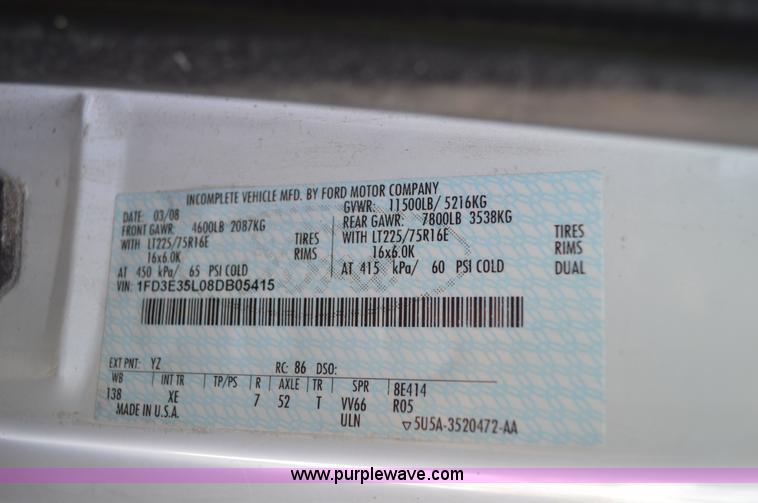 INCOMPLETE VEHICLE MFD. BY FORD MOTOR COMPANY
DATE: 03/08 GVWR: 11500LB/ 5216KG
FRONT GAWR: 4600LB 2087KG REAR GAWR: 7800LB 3538KG
WITH LT225/75R16E TIRES WITH LT225/75R16E TIRES
16x6.0K RIMS 16x6.0K RIMS
AT 450 kPa/ 65 PSI COLD AT 415 kPa/ 60 PSI COLD DUAL
VIN: 1FD3E35L08DB05415
EXT PNT: YZ RC: 86 DSO:
WB INT TR TP/PS R AXLE TR SPR 8E414
138 XE 7 52 T VV66 R05
MADE IN U.S.A. ULN ▽5U5A-3520472-AA
www.purplewave.com